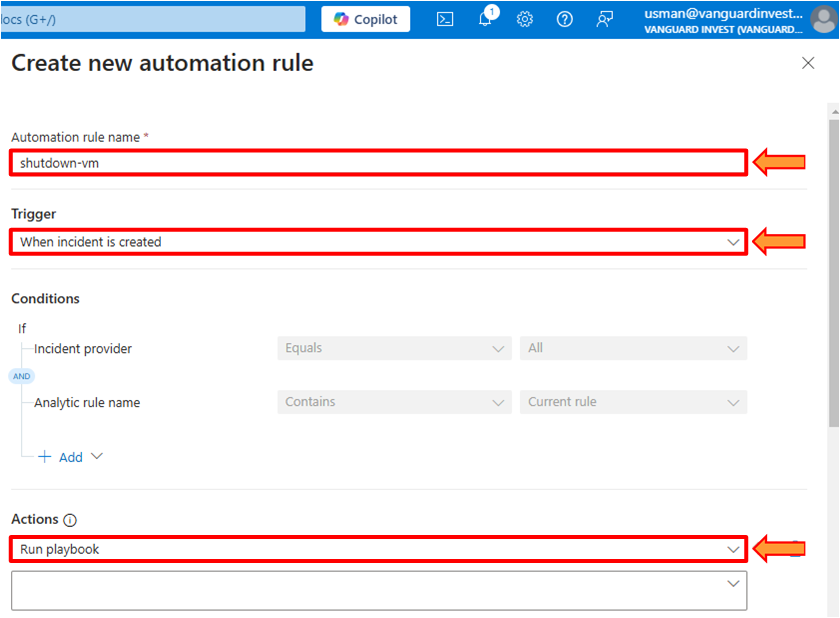 locs (G+/)
Copilot
1
usman@vanguardinvest...
VANGUARD INVEST (VANGUARD...
Create new automation rule
Automation rule name *
shutdown-vm
Trigger
When incident is created
Conditions
If
Incident provider Equals All
AND
Analytic rule name Contains Current rule
+ Add
Actions
Run playbook